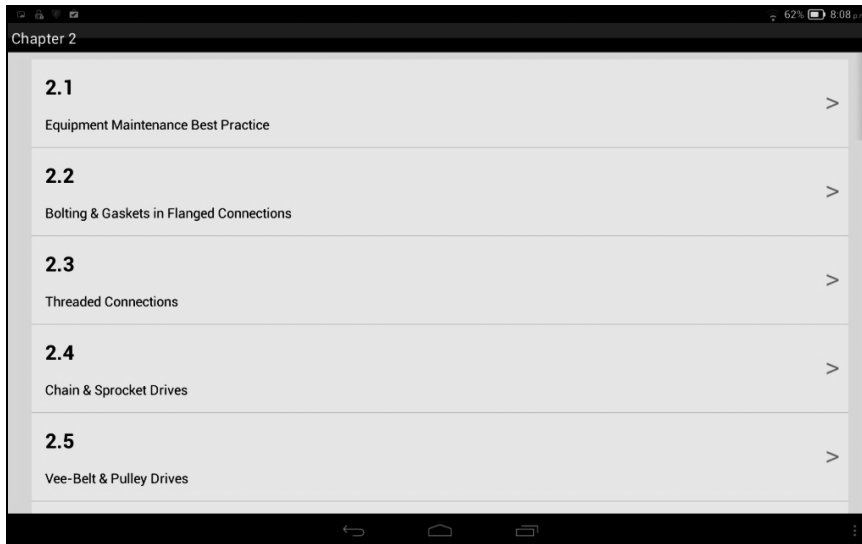 62% 8:08 p.
Chapter 2
2.1
Equipment Maintenance Best Practice
>
2.2
Bolting & Gaskets in Flanged Connections
>
2.3
Threaded Connections
>
2.4
Chain & Sprocket Drives
>
2.5
Vee-Belt & Pulley Drives
>